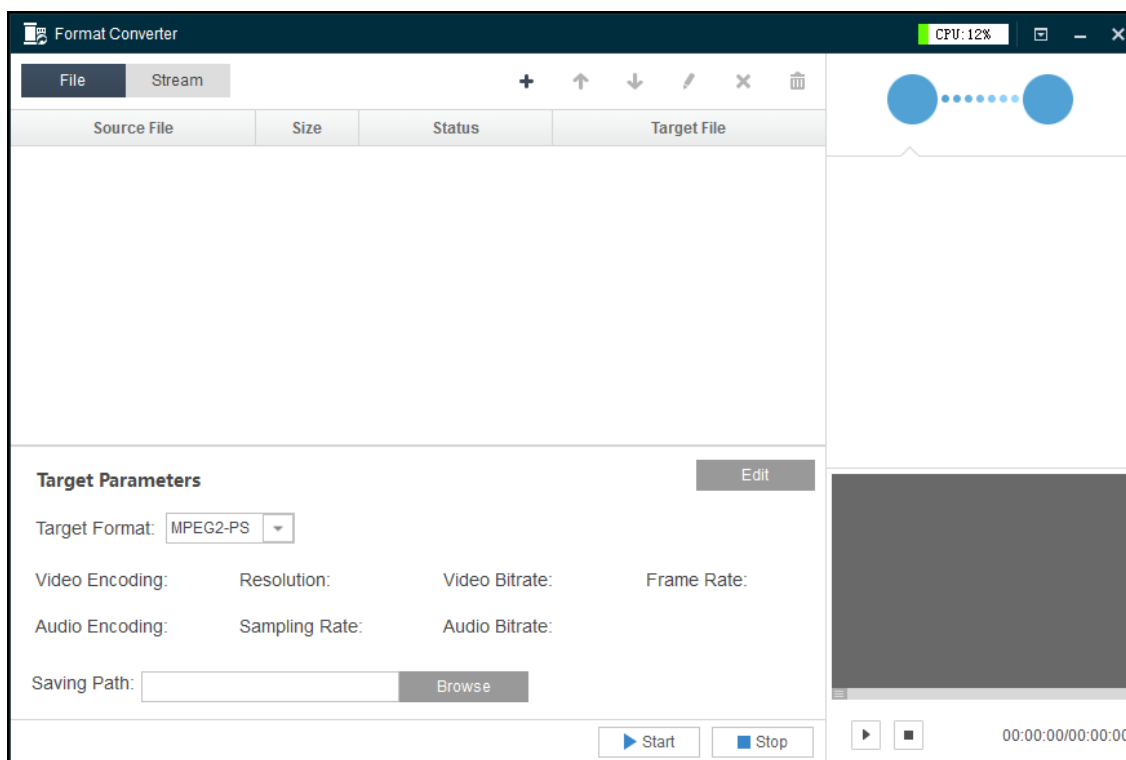 Format Converter CPU:12%
File Stream
Source File Size Status Target File
Target Parameters Edit
Target Format: MPEG2-PS
Video Encoding: Resolution: Video Bitrate: Frame Rate:
Audio Encoding: Sampling Rate: Audio Bitrate:
Saving Path: Browse
Start Stop 00:00:00/00:00:00